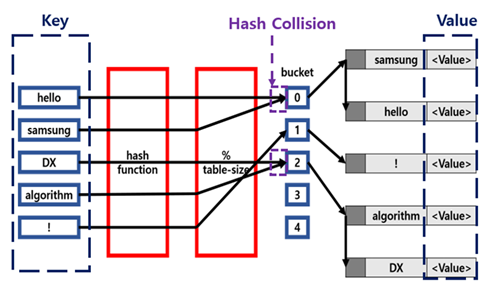 Hash Collision
Key
Value
bucket
hello
samsung
DX
algorithm
!
hash
function
%
table-size
0
1
2
3
4
samsung <Value>
hello <Value>
! <Value>
algorithm <Value>
DX <Value>